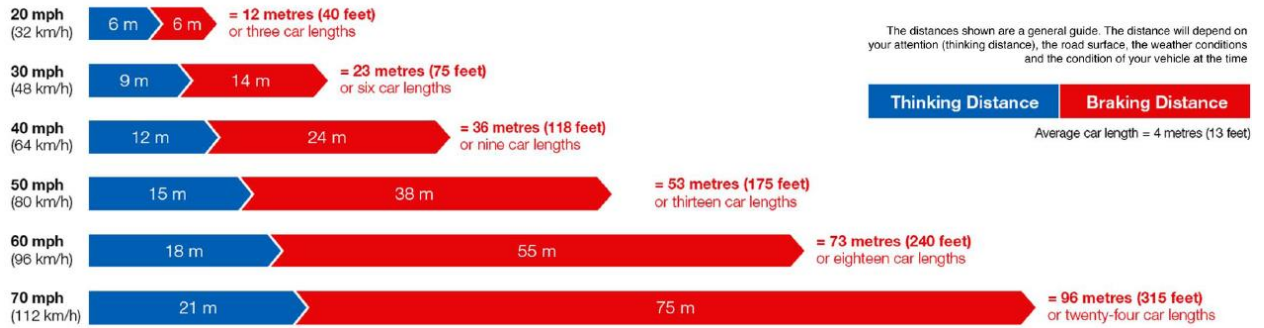 20 mph
(32 km/h)
6 m
6 m
= 12 metres (40 feet)
or three car lengths
The distances shown are a general guide. The distance will depend on
your attention (thinking distance), the road surface, the weather conditions
and the condition of your vehicle at the time
30 mph
(48 km/h)
9 m
14 m
= 23 metres (75 feet)
or six car lengths
Thinking Distance
Braking Distance
Average car length = 4 metres (13 feet)
40 mph
(64 km/h)
12 m
24 m
= 36 metres (118 feet)
or nine car lengths
50 mph
(80 km/h)
15 m
38 m
= 53 metres (175 feet)
or thirteen car lengths
60 mph
(96 km/h)
18 m
55 m
= 73 metres (240 feet)
or eighteen car lengths
70 mph
(112 km/h)
21 m
75 m
= 96 metres (315 feet)
or twenty-four car lengths